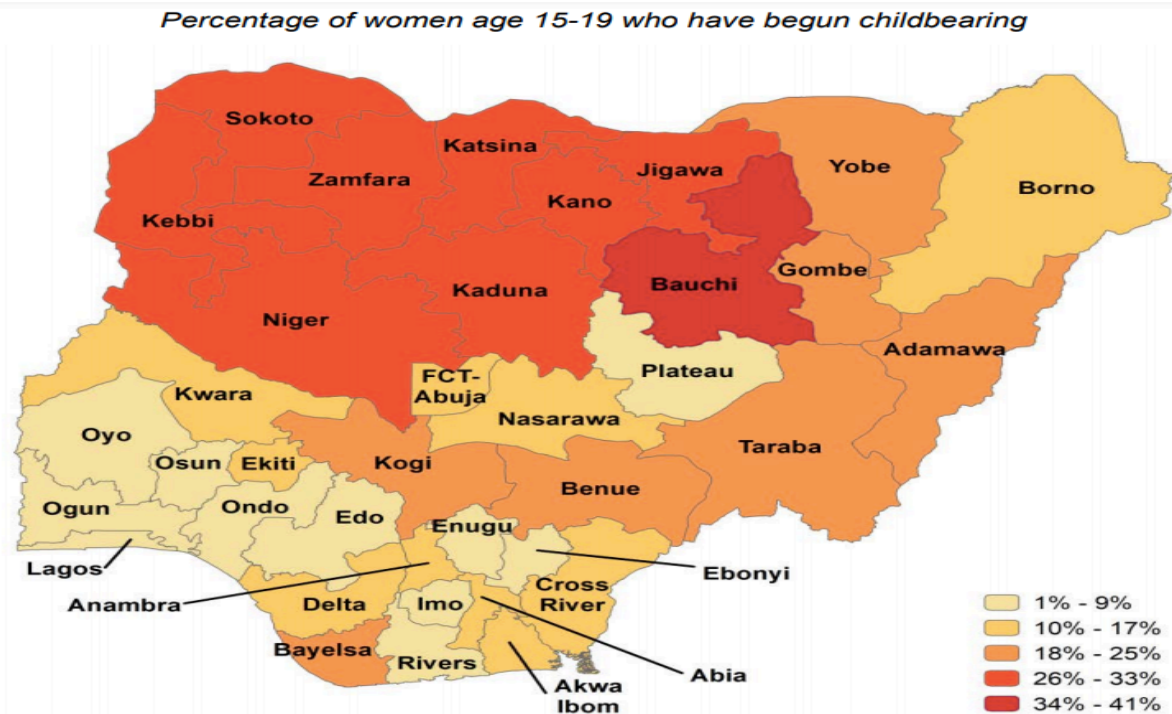 Percentage of women age 15-19 who have begun childbearing
Sokoto
Katsina
Zamfara
Jigawa
Yobe
Borno
Kano
Kebbi
Gombe
Bauchi
Kaduna
Niger
Adamawa
Plateau
FCT-
Abuja
Kwara
Nasarawa
Oyo
Taraba
Osun
Ekiti
Kogi
Benue
Ogun
Ondo
Edo
Enugu
Lagos
Ebonyi
Anambra
Delta
Imo
Cross
River
Bayelsa
Rivers
Abia
Akwa
Ibom
1% - 9%
10% - 17%
18% - 25%
26% - 33%
34% - 41%